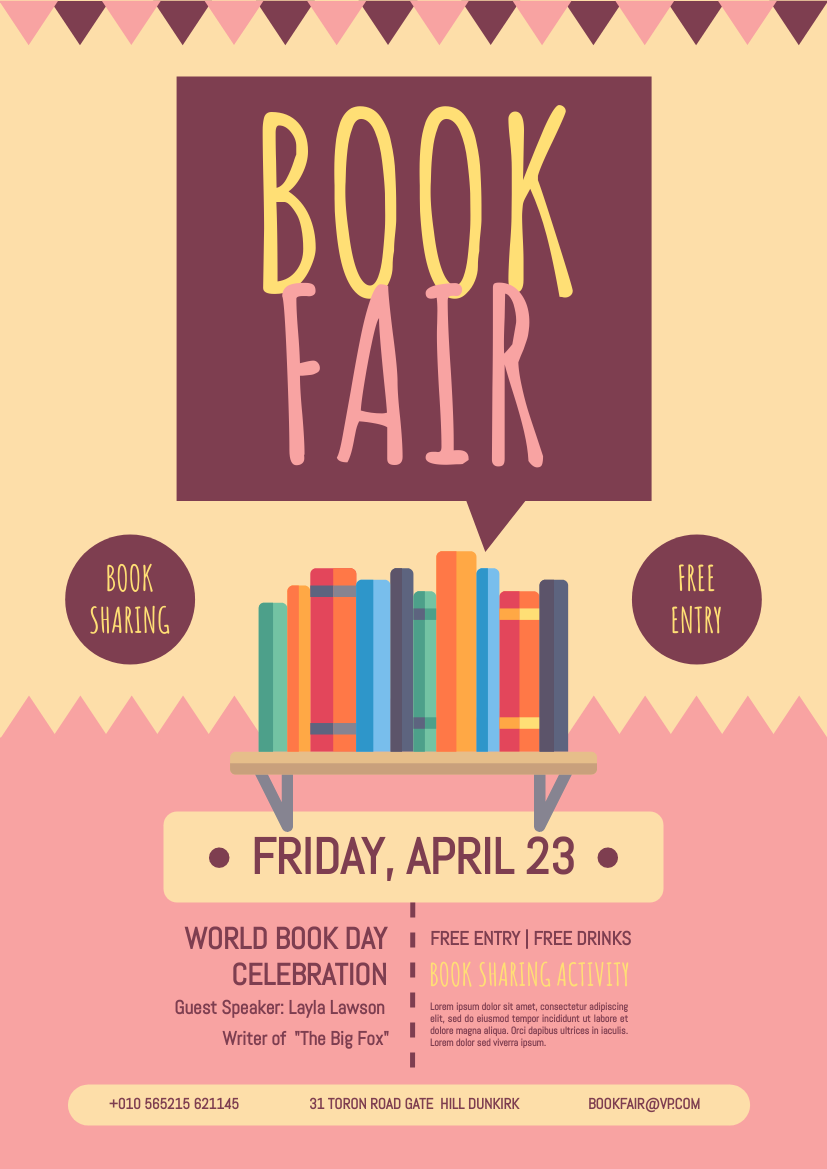 BOOK
FAIR
BOOK
SHARING
FREE
ENTRY
FRIDAY, APRIL 23
WORLD BOOK DAY
CELEBRATION
Guest Speaker: Layla Lawson
Writer of "The Big Fox"
FREE ENTRY | FREE DRINKS
BOOK SHARING ACTIVITY
Lorem ipsum dolor sit amet, consectetur adipiscing
elit, sed do eiusmod tempor incididunt ut labore et
dolore magna aliqua. Orci dapibus ultrices in iaculis.
Lorem dolor sed viverra ipsum.
+010 565215 621145
31 TORON ROAD GATE HILL DUNKIRK
BOOKFAIR@VP.COM